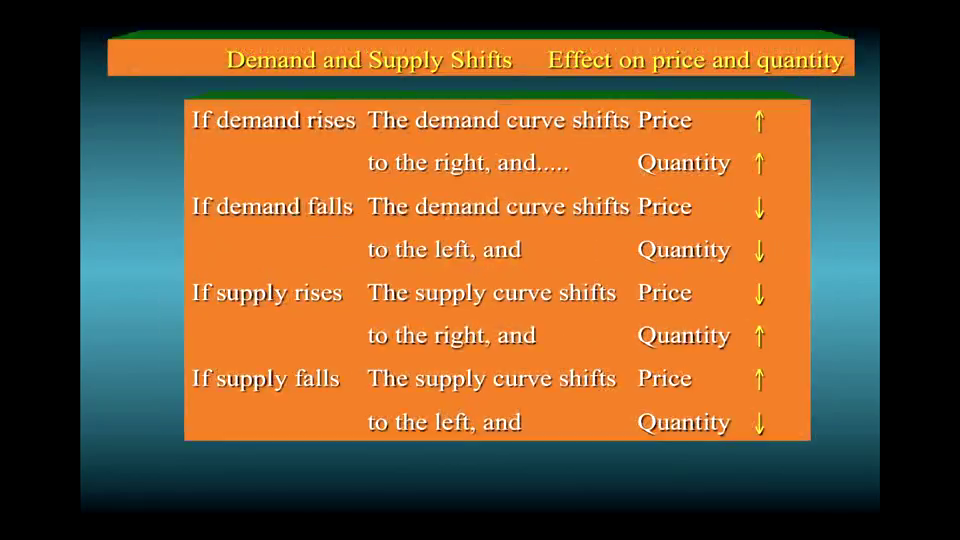 Demand and Supply Shifts Effect on price and quantity
If demand rises The demand curve shifts Price ↑
to the right, and..... Quantity ↑
If demand falls The demand curve shifts Price ↓
to the left, and Quantity ↓
If supply rises The supply curve shifts Price ↓
to the right, and Quantity ↑
If supply falls The supply curve shifts Price ↑
to the left, and Quantity ↓